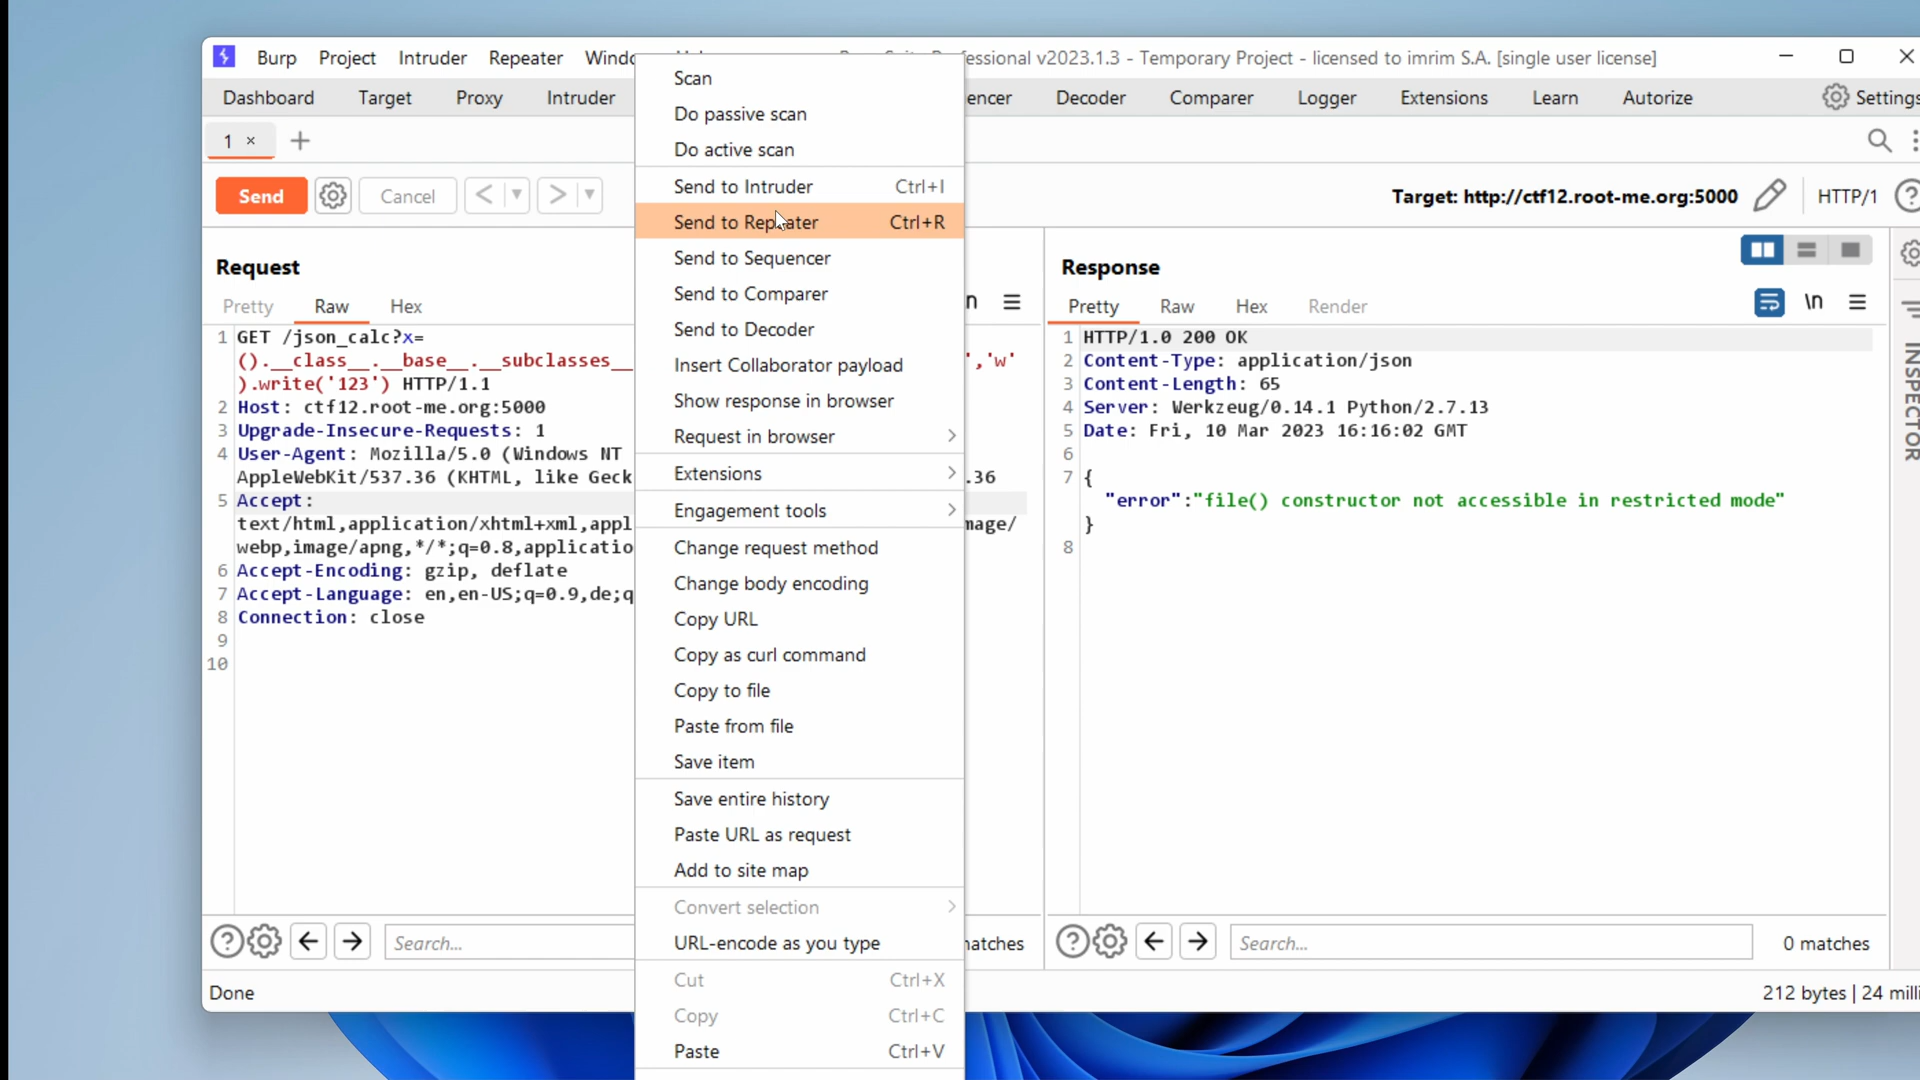 Burp Project Intruder Repeater
Professional v2023.1.3 - Temporary Project - licensed to imrim S.A. [single user license]
Dashboard Target Proxy Intruder
encer Decoder Comparer Logger Extensions Learn Autorize Settings
1 × +
Send Cancel < >
Target: http://ctf12.root-me.org:5000 HTTP/1
Request
Pretty Raw Hex
1 GET /json_calc?x=
().__class__.__base__.__subclasses__
','w'
).write('123') HTTP/1.1
2 Host: ctf12.root-me.org:5000
3 Upgrade-Insecure-Requests: 1
4 User-Agent: Mozilla/5.0 (Windows NT
AppleWebKit/537.36 (KHTML, like Geck
.36
5 Accept:
text/html,application/xhtml+xml,appl
mage/
webp,image/apng,*/*;q=0.8,applicatio
6 Accept-Encoding: gzip, deflate
7 Accept-Language: en,en-US;q=0.9,de;q
8 Connection: close
9
10
Search...
atches
Done
Scan
Do passive scan
Do active scan
Send to Intruder Ctrl+I
Send to Repeater Ctrl+R
Send to Sequencer
Send to Comparer
Send to Decoder
Insert Collaborator payload
Show response in browser
Request in browser
Extensions
Engagement tools
Change request method
Change body encoding
Copy URL
Copy as curl command
Copy to file
Paste from file
Save item
Save entire history
Paste URL as request
Add to site map
Convert selection
URL-encode as you type
Cut Ctrl+X
Copy Ctrl+C
Paste Ctrl+V
Response
Pretty Raw Hex Render
\n
1 HTTP/1.0 200 OK
2 Content-Type: application/json
3 Content-Length: 65
4 Server: Werkzeug/0.14.1 Python/2.7.13
5 Date: Fri, 10 Mar 2023 16:16:02 GMT
6
7 {
"error":"file() constructor not accessible in restricted mode"
}
8
Search...
0 matches
212 bytes | 24 milli
INSPECTOR